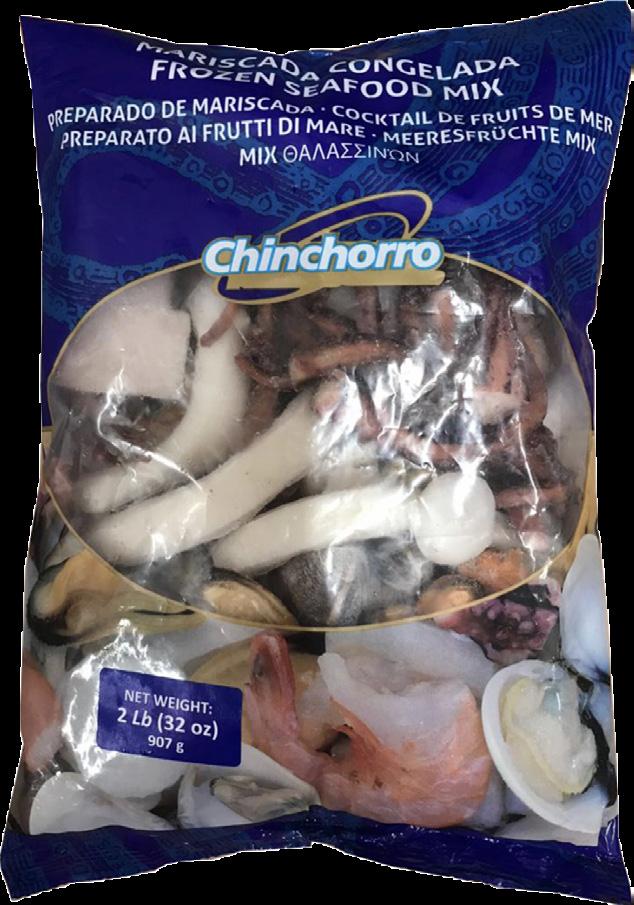 MARISCADA CONGELADA
FROZEN SEAFOOD MIX
PREPARADO DE MARISCADA · COCKTAIL DE FRUITS DE MER
PREPARATO AI FRUTTI DI MARE · MEERESFRÜCHTE MIX
MIX ΘΑΛΑΣΣΙΝΏΝ
Chinchorro
NET WEIGHT:
2 Lb (32 oz)
907 g